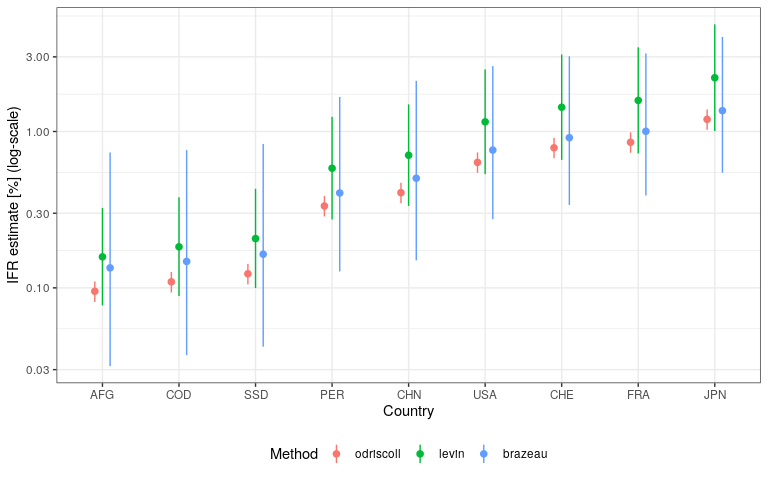 IFR estimate [%] (log-scale)
3.00
1.00
0.30
0.10
0.03
AFG COD SSD PER CHN USA CHE FRA JPN
Country
Method odriscoll levin brazeau